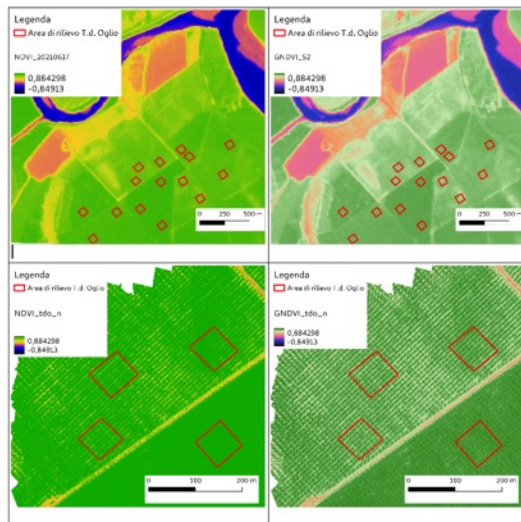 Legenda
Area di rilievo T.d. Oglio
NDVI_20210617
0,884298
-0,84913
0 250 500 m
Legenda
Area di rilievo T.d. Oglio
GNDVI_S2
0,884298
-0,84913
0 250 500 m
Legenda
Area di rilievo T.d. Oglio
NDVI_tdo_n
0,884298
-0,84913
0 100 200 m
Legenda
Area di rilievo T.d. Oglio
GNDVI_tdo_n
0,884298
-0,84913
0 100 200 m